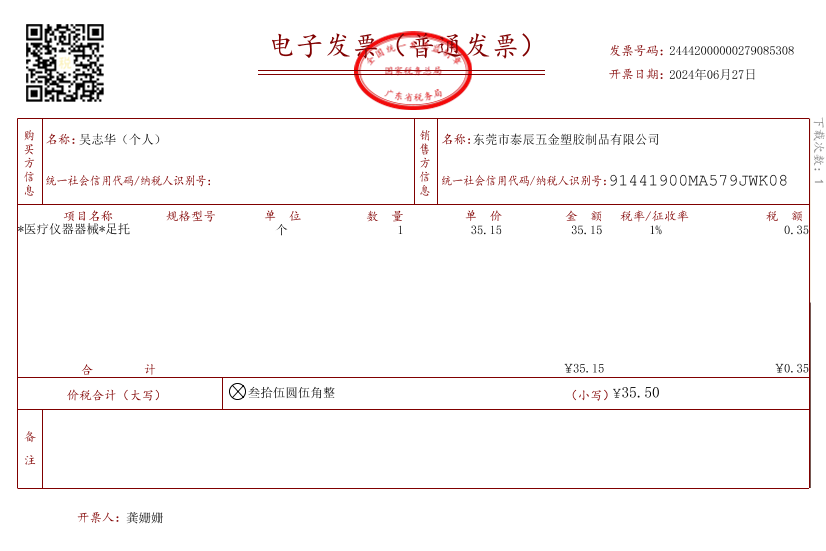 电子发票（普通发票）
全国统一发票监制章
国家税务总局
广东省税务局
发票号码：24442000000279085308
开票日期：2024年06月27日
下载次数：1
购买方信息
名称：吴志华（个人）
统一社会信用代码/纳税人识别号：
销售方信息
名称：东莞市泰辰五金塑胶制品有限公司
统一社会信用代码/纳税人识别号：91441900MA579JWK08
项目名称 规格型号 单位 数量 单价 金额 税率/征收率 税额
*医疗仪器器械*足托 个 1 35.15 35.15 1% 0.35
合计 ¥35.15 ¥0.35
价税合计（大写） ⊗叁拾伍圆伍角整 （小写）¥35.50
备注
开票人：龚姗姗